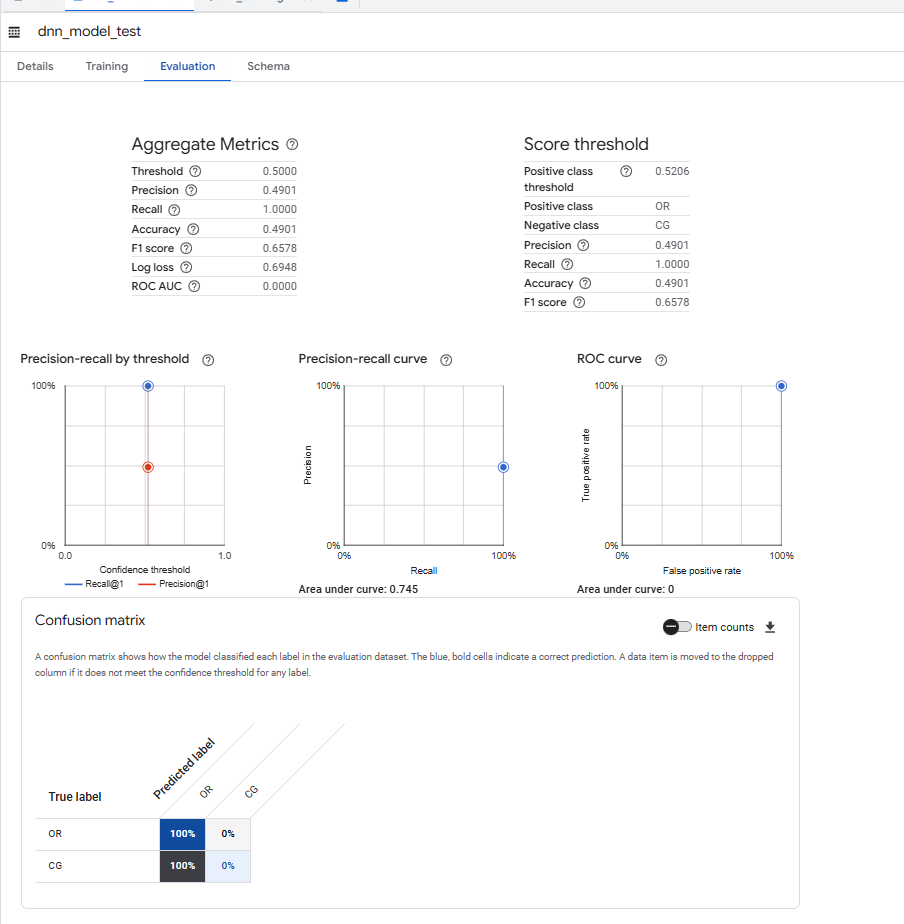 dnn_model_test
Details Training Evaluation Schema
Aggregate Metrics
Threshold 0.5000
Precision 0.4901
Recall 1.0000
Accuracy 0.4901
F1 score 0.6578
Log loss 0.6948
ROC AUC 0.0000
Score threshold
Positive class threshold 0.5206
Positive class OR
Negative class CG
Precision 0.4901
Recall 1.0000
Accuracy 0.4901
F1 score 0.6578
Precision-recall by threshold
100%
0%
0.0 1.0
Confidence threshold
Recall@1 Precision@1
Precision-recall curve
100%
Precision
0%
0% 100%
Recall
Area under curve: 0.745
ROC curve
100%
True positive rate
0%
0% 100%
False positive rate
Area under curve: 0
Confusion matrix
Item counts
A confusion matrix shows how the model classified each label in the evaluation dataset. The blue, bold cells indicate a correct prediction. A data item is moved to the dropped
column if it does not meet the confidence threshold for any label.
Predicted label
OR CG
True label
OR 100% 0%
CG 100% 0%